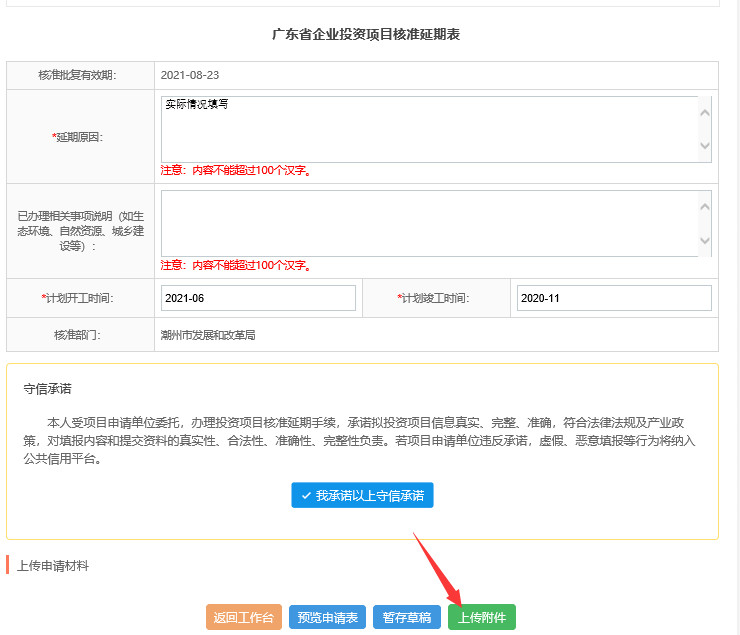 广东省企业投资项目核准延期表
核准批复有效期：
2021-08-23
*延期原因：
实际情况填写
注意：内容不能超过100个汉字。
已办理相关事项说明（如生
态环境、自然资源、城乡建
设等）：
注意：内容不能超过100个汉字。
*计划开工时间：
2021-06
*计划竣工时间：
2020-11
核准部门：
潮州市发展和改革局
守信承诺
本人受项目申请单位委托，办理投资项目核准延期手续，承诺拟投资项目信息真实、完整、准确，符合法律法规及产业政
策，对填报内容和提交资料的真实性、合法性、准确性、完整性负责。若项目申请单位违反承诺，虚假、恶意填报等行为将纳入
公共信用平台。
我承诺以上守信承诺
上传申请材料
返回工作台 预览申请表 暂存草稿 上传附件